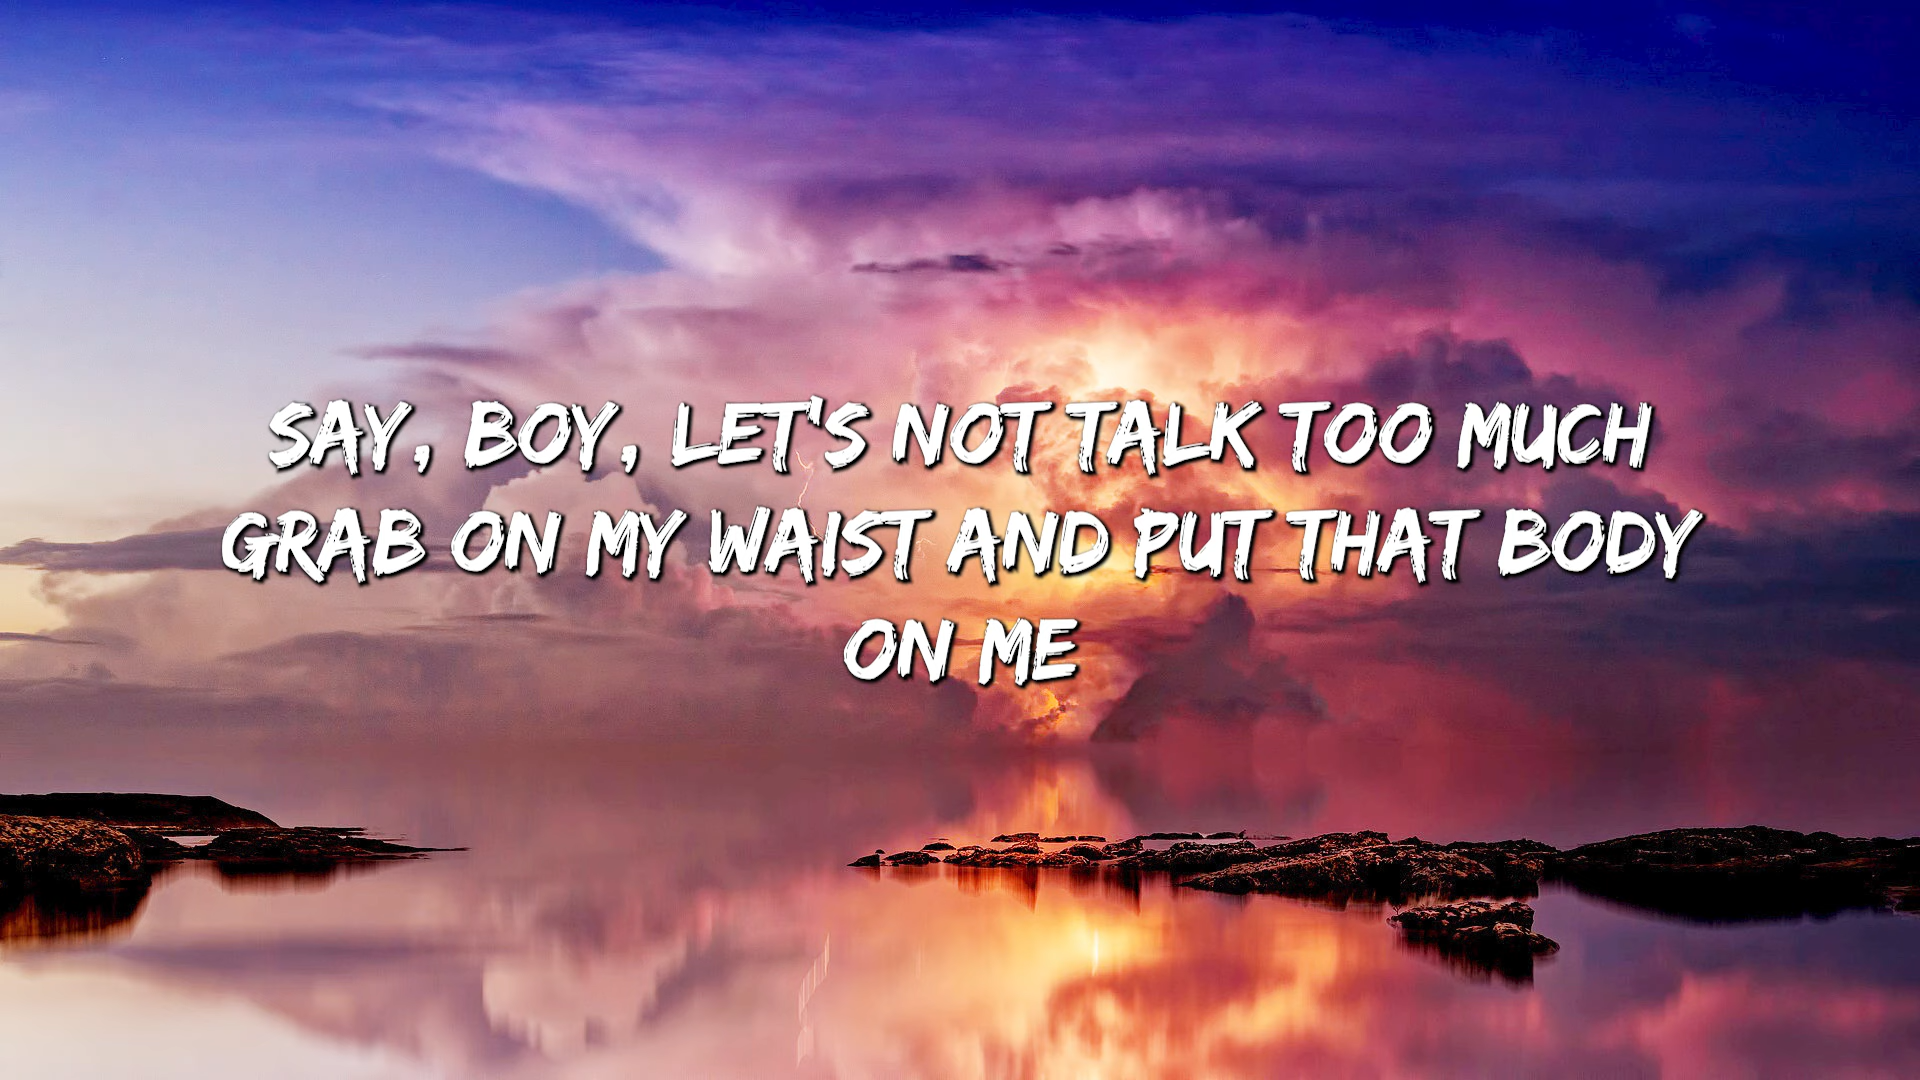 SAY, BOY, LET'S NOT TALK TOO MUCH
GRAB ON MY WAIST AND PUT THAT BODY
ON ME